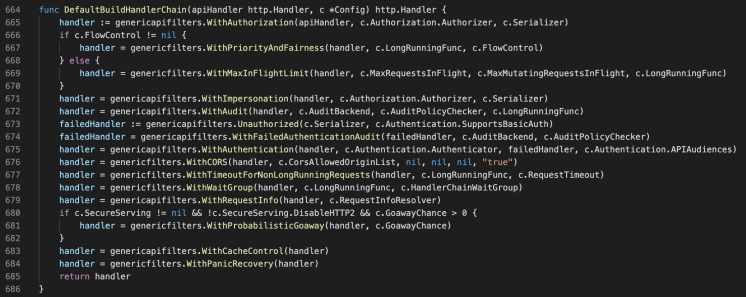 664 func DefaultBuildHandlerChain(apiHandler http.Handler, c *Config) http.Handler {
665     handler := genericapifilters.WithAuthorization(apiHandler, c.Authorization.Authorizer, c.Serializer)
666     if c.FlowControl != nil {
667         handler = genericfilters.WithPriorityAndFairness(handler, c.LongRunningFunc, c.FlowControl)
668     } else {
669         handler = genericfilters.WithMaxInFlightLimit(handler, c.MaxRequestsInFlight, c.MaxMutatingRequestsInFlight, c.LongRunningFunc)
670     }
671     handler = genericapifilters.WithImpersonation(handler, c.Authorization.Authorizer, c.Serializer)
672     handler = genericapifilters.WithAudit(handler, c.AuditBackend, c.AuditPolicyChecker, c.LongRunningFunc)
673     failedHandler := genericapifilters.Unauthorized(c.Serializer, c.Authentication.SupportsBasicAuth)
674     failedHandler = genericapifilters.WithFailedAuthenticationAudit(failedHandler, c.AuditBackend, c.AuditPolicyChecker)
675     handler = genericapifilters.WithAuthentication(handler, c.Authentication.Authenticator, failedHandler, c.Authentication.APIAudiences)
676     handler = genericfilters.WithCORS(handler, c.CorsAllowedOriginList, nil, nil, nil, "true")
677     handler = genericfilters.WithTimeoutForNonLongRunningRequests(handler, c.LongRunningFunc, c.RequestTimeout)
678     handler = genericfilters.WithWaitGroup(handler, c.LongRunningFunc, c.HandlerChainWaitGroup)
679     handler = genericapifilters.WithRequestInfo(handler, c.RequestInfoResolver)
680     if c.SecureServing != nil && !c.SecureServing.DisableHTTP2 && c.GoawayChance > 0 {
681         handler = genericfilters.WithProbabilisticGoaway(handler, c.GoawayChance)
682     }
683     handler = genericapifilters.WithCacheControl(handler)
684     handler = genericfilters.WithPanicRecovery(handler)
685     return handler
686 }